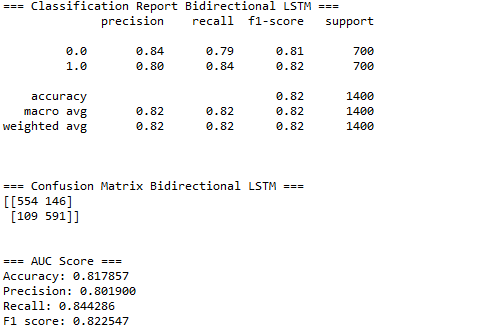 === Classification Report Bidirectional LSTM ===
              precision    recall  f1-score   support

         0.0       0.84      0.79      0.81       700
         1.0       0.80      0.84      0.82       700

    accuracy                           0.82      1400
   macro avg       0.82      0.82      0.82      1400
weighted avg       0.82      0.82      0.82      1400

=== Confusion Matrix Bidirectional LSTM ===
[[554 146]
 [109 591]]

=== AUC Score ===
Accuracy: 0.817857
Precision: 0.801900
Recall: 0.844286
F1 score: 0.822547